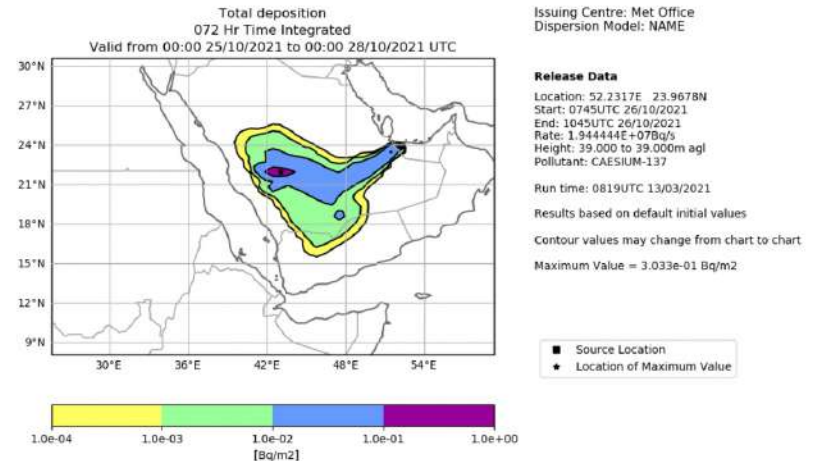 Total deposition
072 Hr Time Integrated
Valid from 00:00 25/10/2021 to 00:00 28/10/2021 UTC
30°N
27°N
24°N
21°N
18°N
15°N
12°N
9°N
30°E 36°E 42°E 48°E 54°E
1.0e-04 1.0e-03 1.0e-02 1.0e-01 1.0e+00
[Bq/m2]
Issuing Centre: Met Office
Dispersion Model: NAME
Release Data
Location: 52.2317E 23.9678N
Start: 0745UTC 26/10/2021
End: 1045UTC 26/10/2021
Rate: 1.944444E+07Bq/s
Height: 39.000 to 39.000m agl
Pollutant: CAESIUM-137
Run time: 0819UTC 13/03/2021
Results based on default initial values
Contour values may change from chart to chart
Maximum Value = 3.033e-01 Bq/m2
Source Location
Location of Maximum Value